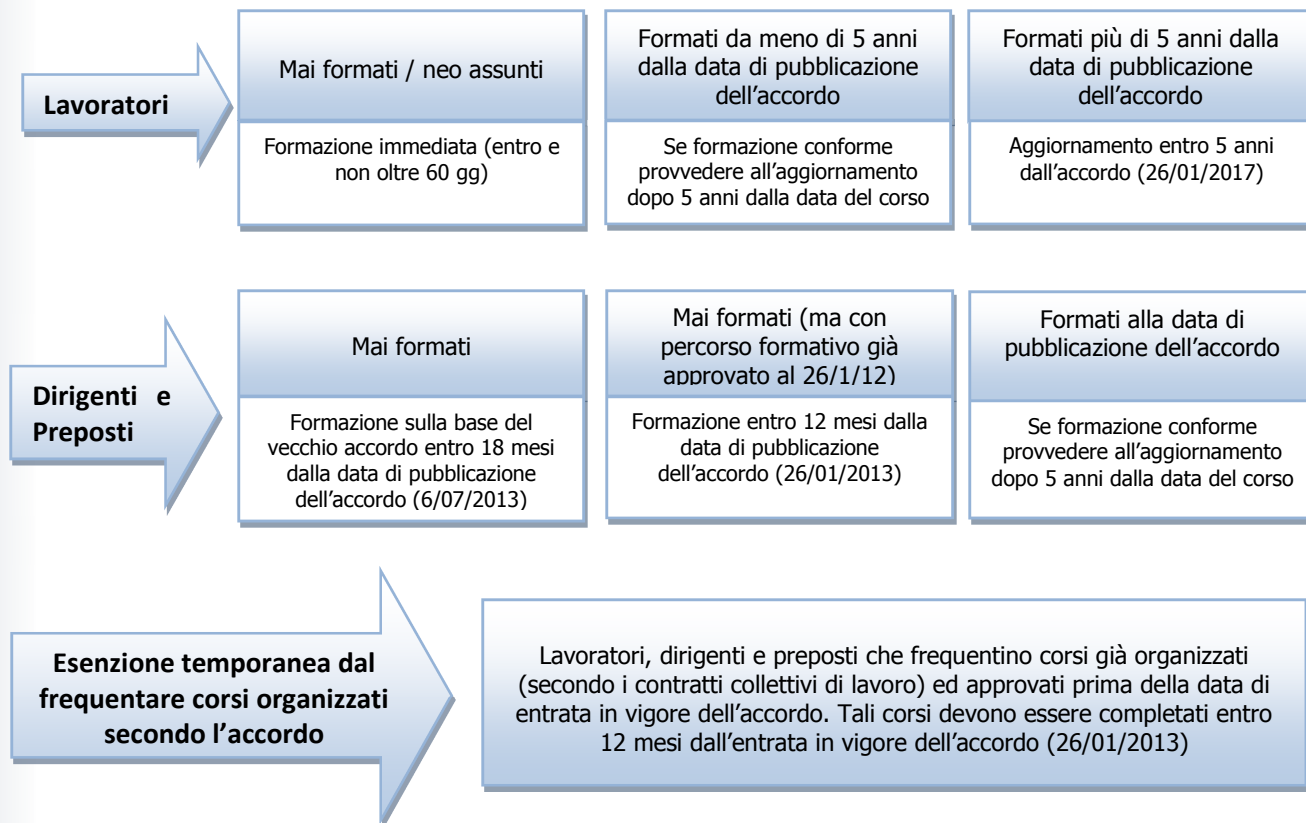 Lavoratori
Mai formati / neo assunti
Formazione immediata (entro e
non oltre 60 gg)
Formati da meno di 5 anni
dalla data di pubblicazione
dell’accordo
Se formazione conforme
provvedere all’aggiornamento
dopo 5 anni dalla data del corso
Formati più di 5 anni dalla
data di pubblicazione
dell’accordo
Aggiornamento entro 5 anni
dall’accordo (26/01/2017)
Dirigenti e
Preposti
Mai formati
Formazione sulla base del
vecchio accordo entro 18 mesi
dalla data di pubblicazione
dell’accordo (6/07/2013)
Mai formati (ma con
percorso formativo già
approvato al 26/1/12)
Formazione entro 12 mesi dalla
data di pubblicazione
dell’accordo (26/01/2013)
Formati alla data di
pubblicazione dell’accordo
Se formazione conforme
provvedere all’aggiornamento
dopo 5 anni dalla data del corso
Esenzione temporanea dal
frequentare corsi organizzati
secondo l’accordo
Lavoratori, dirigenti e preposti che frequentino corsi già organizzati
(secondo i contratti collettivi di lavoro) ed approvati prima della data di
entrata in vigore dell’accordo. Tali corsi devono essere completati entro
12 mesi dall’entrata in vigore dell’accordo (26/01/2013)